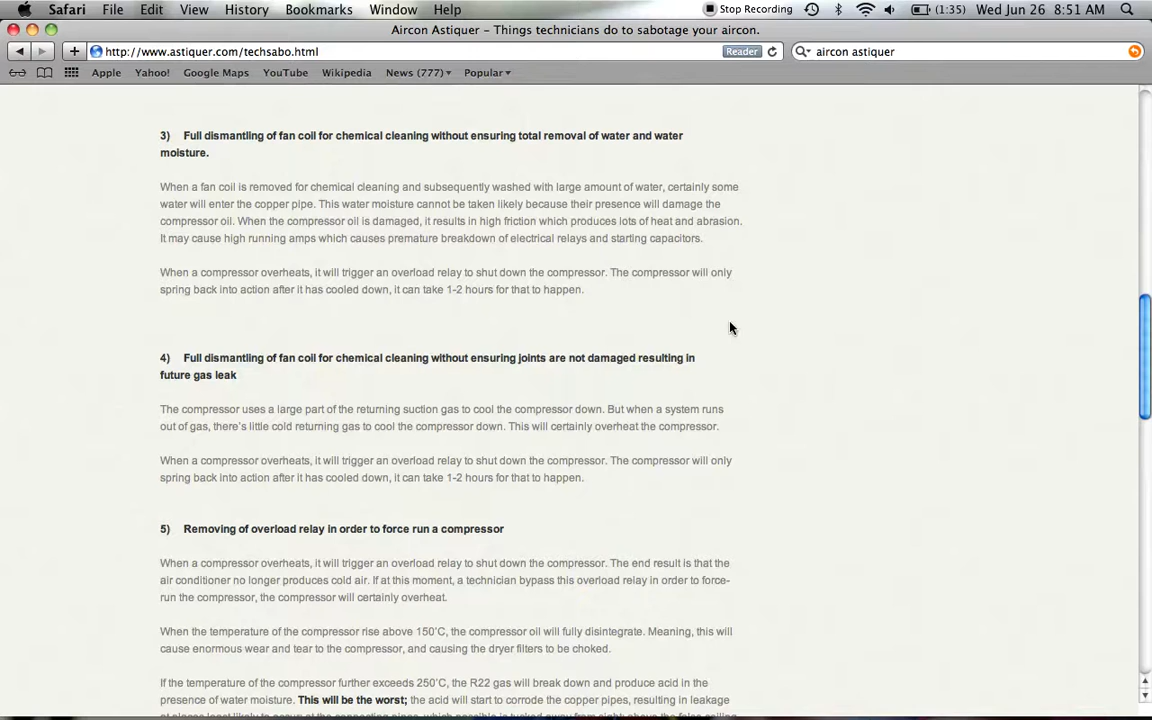 Safari File Edit View History Bookmarks Window Help Stop Recording (1:35) Wed Jun 26 8:51 AM
Aircon Astiquer – Things technicians do to sabotage your aircon.
http://www.astiquer.com/techsabo.html Reader aircon astiquer
Apple Yahoo! Google Maps YouTube Wikipedia News (777) Popular
3) Full dismantling of fan coil for chemical cleaning without ensuring total removal of water and water
moisture.
When a fan coil is removed for chemical cleaning and subsequently washed with large amount of water, certainly some
water will enter the copper pipe. This water moisture cannot be taken likely because their presence will damage the
compressor oil. When the compressor oil is damaged, it results in high friction which produces lots of heat and abrasion.
It may cause high running amps which causes premature breakdown of electrical relays and starting capacitors.
When a compressor overheats, it will trigger an overload relay to shut down the compressor. The compressor will only
spring back into action after it has cooled down, it can take 1-2 hours for that to happen.
4) Full dismantling of fan coil for chemical cleaning without ensuring joints are not damaged resulting in
future gas leak
The compressor uses a large part of the returning suction gas to cool the compressor down. But when a system runs
out of gas, there's little cold returning gas to cool the compressor down. This will certainly overheat the compressor.
When a compressor overheats, it will trigger an overload relay to shut down the compressor. The compressor will only
spring back into action after it has cooled down, it can take 1-2 hours for that to happen.
5) Removing of overload relay in order to force run a compressor
When a compressor overheats, it will trigger an overload relay to shut down the compressor. The end result is that the
air conditioner no longer produces cold air. If at this moment, a technician bypass this overload relay in order to force-
run the compressor, the compressor will certainly overheat.
When the temperature of the compressor rise above 150'C, the compressor oil will fully disintegrate. Meaning, this will
cause enormous wear and tear to the compressor, and causing the dryer filters to be choked.
If the temperature of the compressor further exceeds 250'C, the R22 gas will break down and produce acid in the
presence of water moisture. This will be the worst; the acid will start to corrode the copper pipes, resulting in leakage